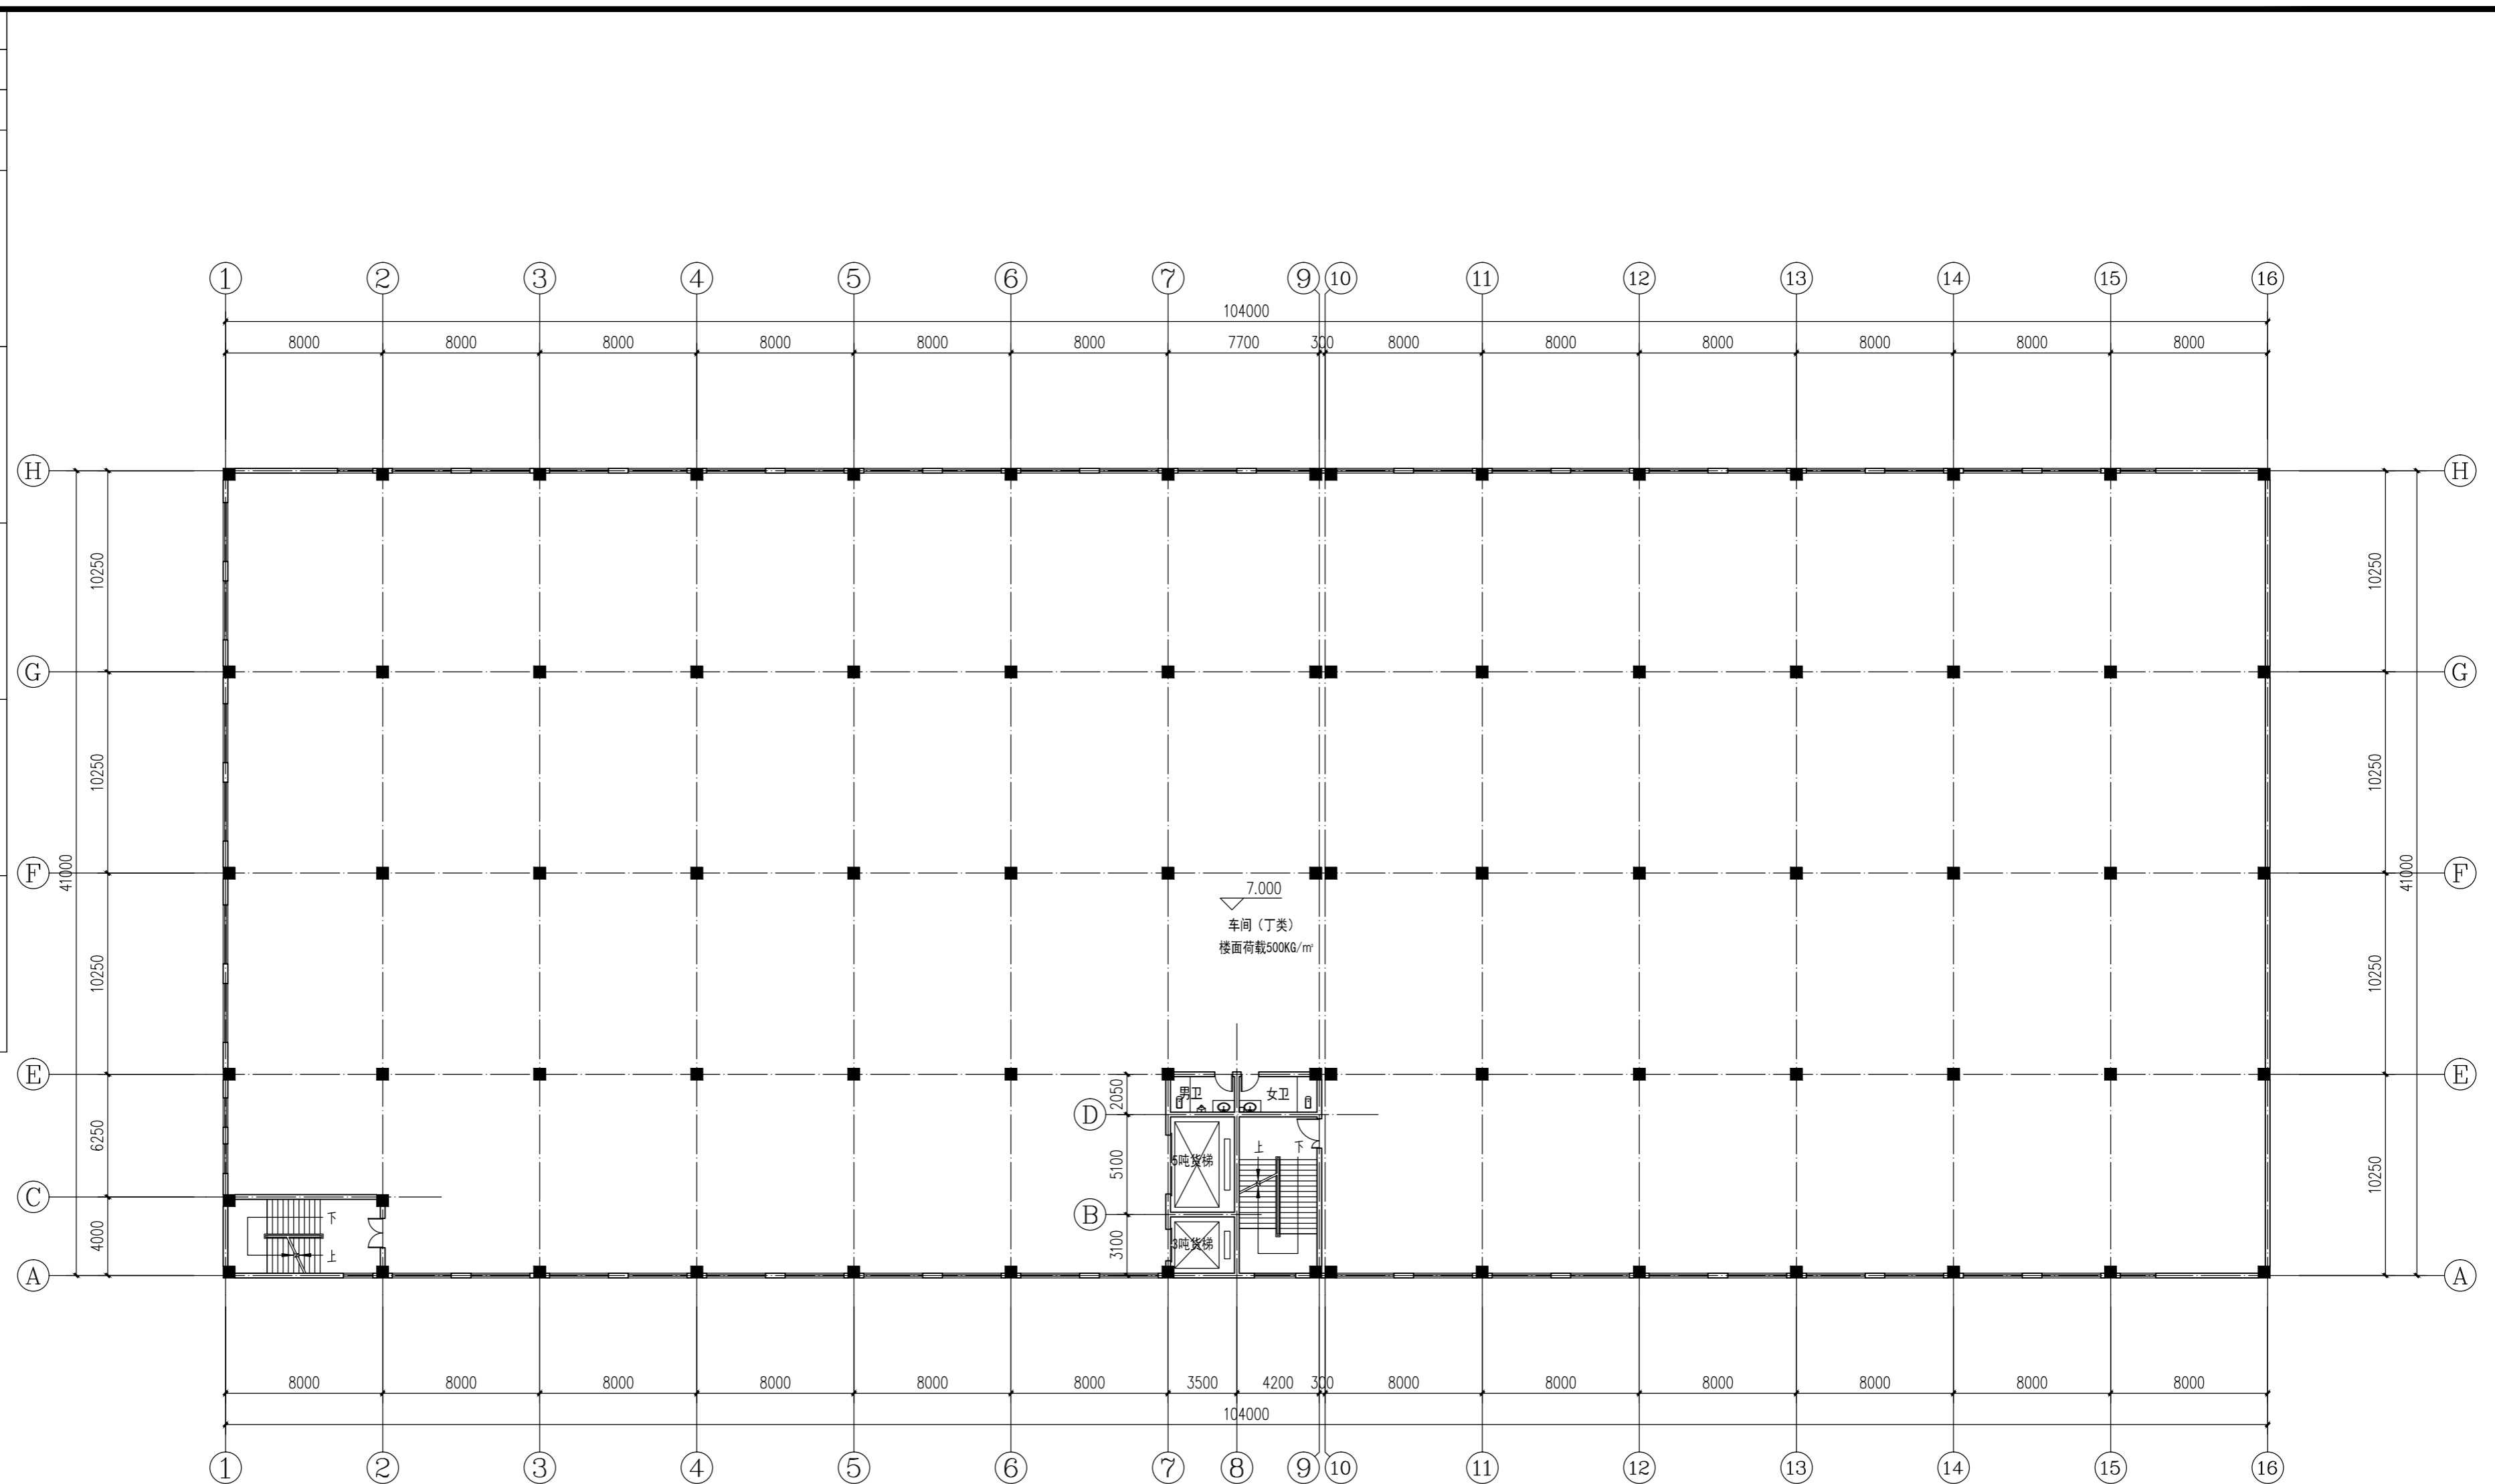 1 2 3 4 5 6 7 9 10 11 12 13 14 15 16
104000
8000 8000 8000 8000 8000 8000 7700 300 8000 8000 8000 8000 8000 8000
H H
10250 10250
G G
10250 10250
F 41000 41000 F
7.000
车间（丁类）
楼面荷载500KG/㎡
10250 10250
E E
男卫 女卫
2050
D
6250
上 下
5100 5吨货梯
10250
C
B
下
4000
上
3100 3吨货梯
A A
8000 8000 8000 8000 8000 8000 3500 4200 300 8000 8000 8000 8000 8000 8000
104000
1 2 3 4 5 6 7 8 9 10 11 12 13 14 15 16